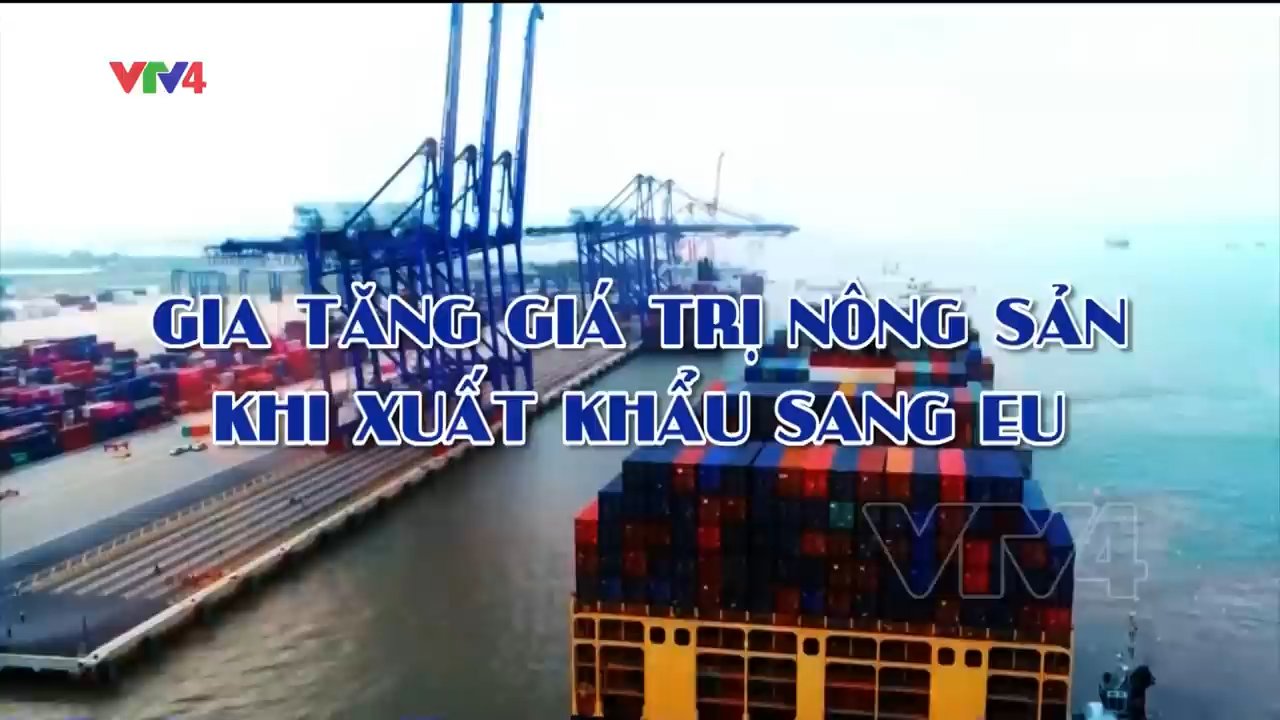 VTV4
GIA TĂNG GIÁ TRỊ NÔNG SẢN
KHI XUẤT KHẨU SANG EU
VTV4